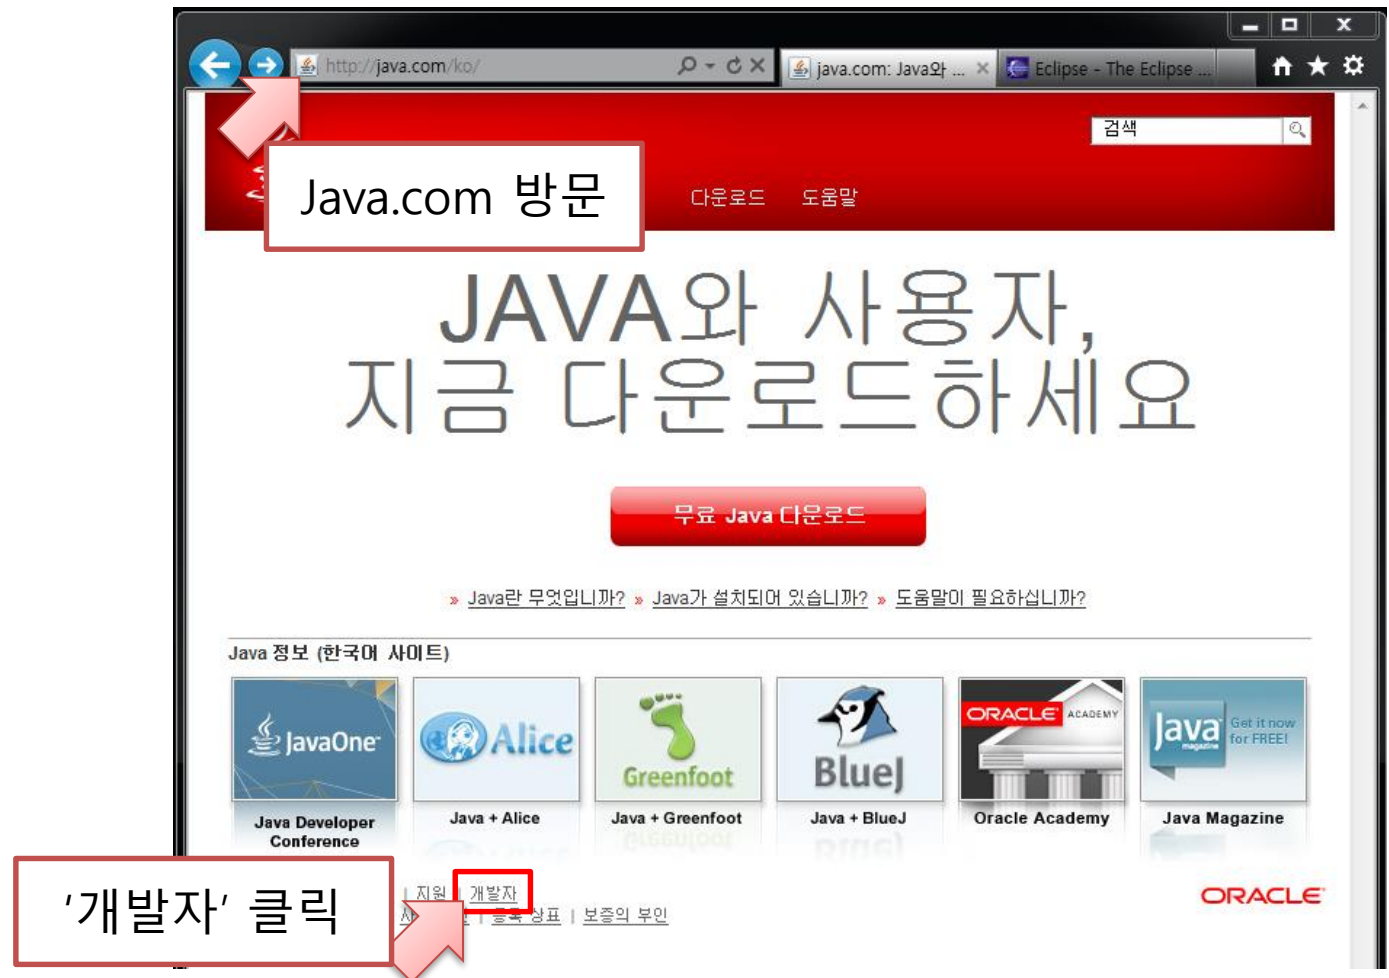 http://java.com/ko/
java.com: Java와 ...
Eclipse - The Eclipse ...
검색
Java.com 방문
다운로드
도움말
JAVA와 사용자,
지금 다운로드하세요
무료 Java 다운로드
» Java란 무엇입니까? » Java가 설치되어 있습니까? » 도움말이 필요하십니까?
Java 정보 (한국어 사이트)
JavaOne
Alice
Greenfoot
BlueJ
ORACLE ACADEMY
Java magazine
Get it now
for FREE!
Java Developer
Conference
Java + Alice
Java + Greenfoot
Java + BlueJ
Oracle Academy
Java Magazine
'개발자' 클릭
| 지원 | 개발자
| 등록 상표 | 보증의 부인
ORACLE